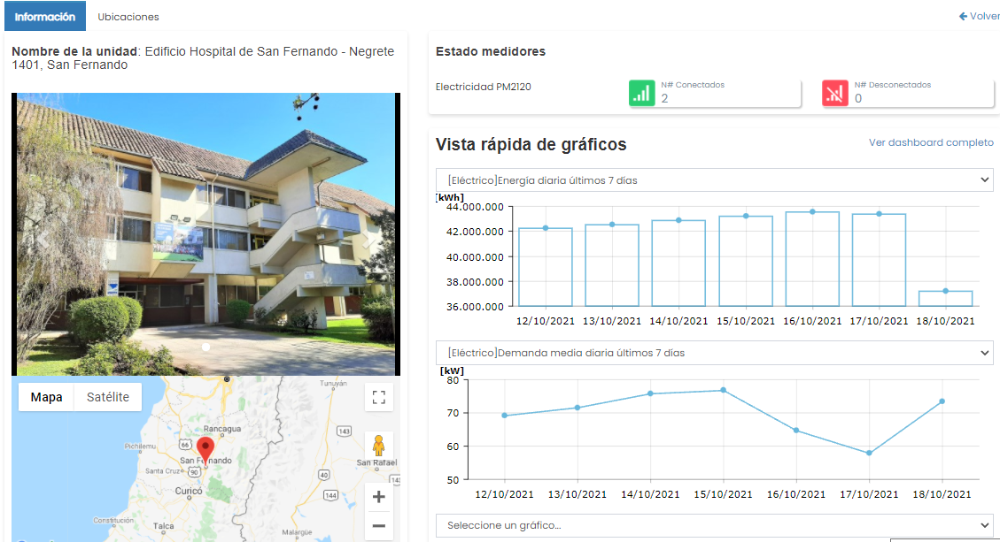 Información
Ubicaciones
Volver
Nombre de la unidad: Edificio Hospital de San Fernando - Negrete
1401, San Fernando
Mapa
Satélite
Tunuyán
143
Rancagua
Pichilemu
66
San Fernando
San Rafael
Santa Cruz
90
40
143
Curicó
144
Constitución
Talca
Malargüe
Estado medidores
Electricidad PM2120
N# Conectados
2
N# Desconectados
0
Vista rápida de gráficos
Ver dashboard completo
[Eléctrico]Energía diaria últimos 7 días
[kWh]
44.000.000
42.000.000
40.000.000
38.000.000
36.000.000
12/10/2021 13/10/2021 14/10/2021 15/10/2021 16/10/2021 17/10/2021 18/10/2021
[Eléctrico]Demanda media diaria últimos 7 días
[kW]
80
70
60
50
12/10/2021 13/10/2021 14/10/2021 15/10/2021 16/10/2021 17/10/2021 18/10/2021
Seleccione un gráfico...